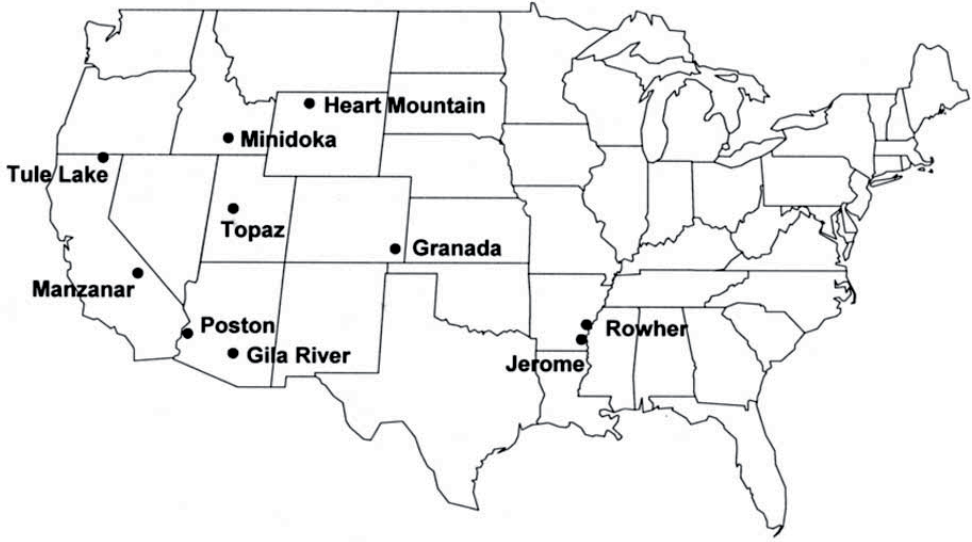 Heart Mountain
Minidoka
Tule Lake
Topaz
Granada
Manzanar
Poston
Rowher
Gila River
Jerome